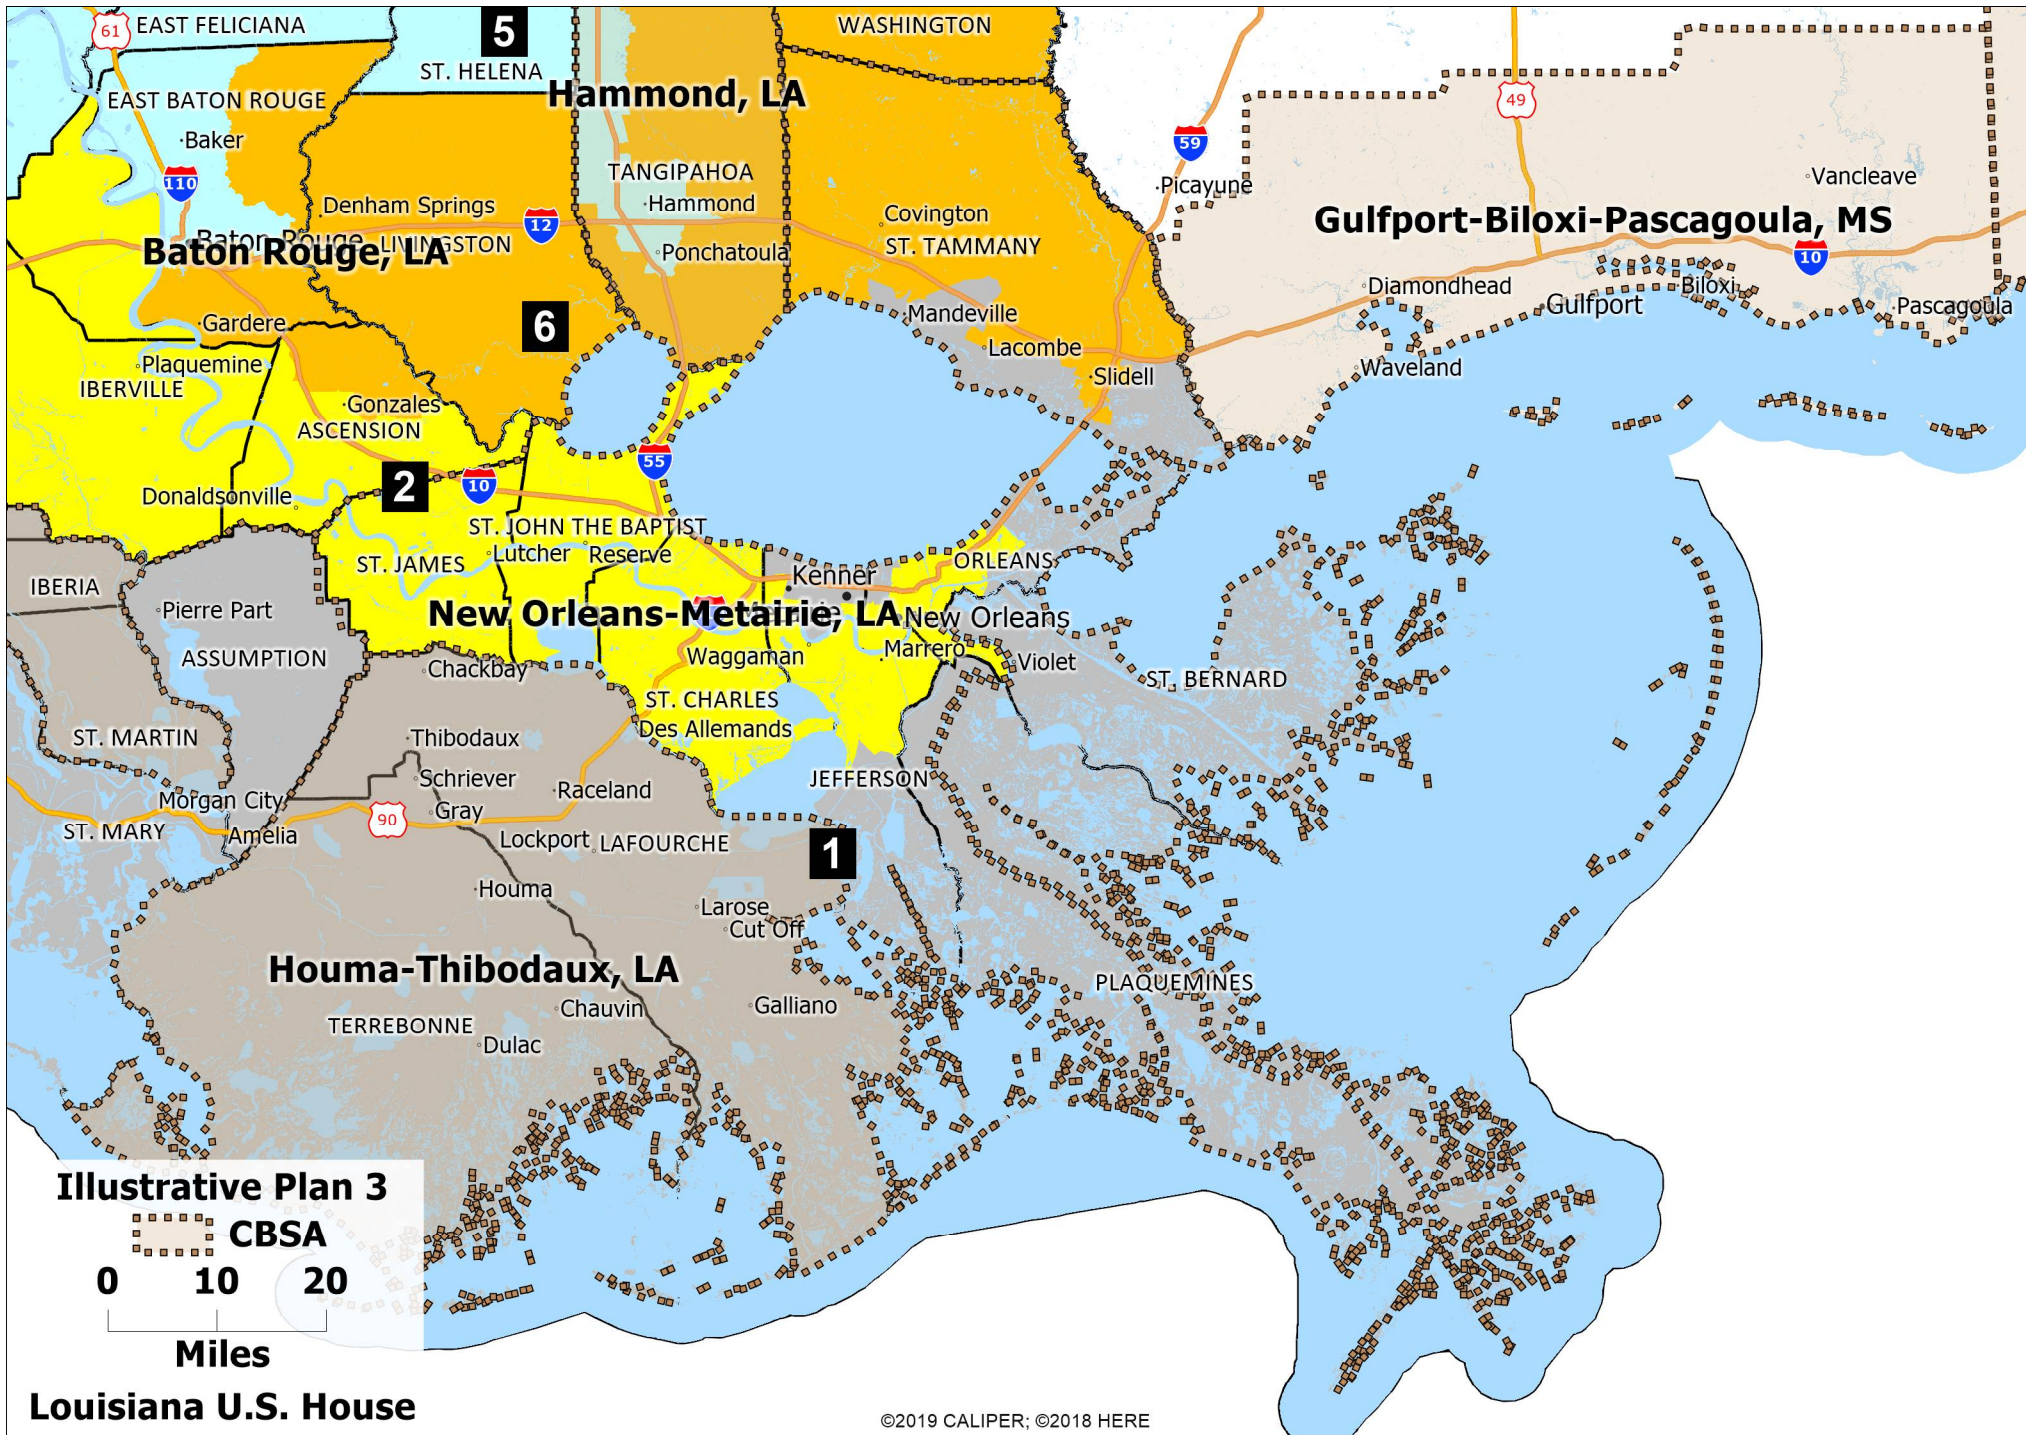 61
EAST FELICIANA
5
WASHINGTON
ST. HELENA
Hammond, LA
EAST BATON ROUGE
49
Baker
59
TANGIPAHOA
Picayune
Vancleave
110
Hammond
Denham Springs
Covington
Gulfport-Biloxi-Pascagoula, MS
12
Baton Rouge
LIVINGSTON
ST. TAMMANY
Baton Rouge, LA
Ponchatoula
10
Diamondhead
Biloxi
Mandeville
Gulfport
Pascagoula
Gardere
6
Lacombe
Plaquemine
Waveland
IBERVILLE
Slidell
Gonzales
ASCENSION
55
2
10
Donaldsonville
ST. JOHN THE BAPTIST
Lutcher
Reserve
ORLEANS
ST. JAMES
Kenner
IBERIA
Pierre Part
New Orleans-Metairie, LA
New Orleans
Marrero
ASSUMPTION
Waggaman
Violet
Chackbay
ST. BERNARD
ST. CHARLES
Des Allemands
ST. MARTIN
Thibodaux
Schriever
JEFFERSON
Raceland
Morgan City
Gray
90
ST. MARY
Amelia
Lockport
LAFOURCHE
1
Houma
Larose
Cut Off
Houma-Thibodaux, LA
PLAQUEMINES
Chauvin
Galliano
TERREBONNE
Dulac
Illustrative Plan 3
CBSA
0 10 20
Miles
Louisiana U.S. House
©2019 CALIPER; ©2018 HERE